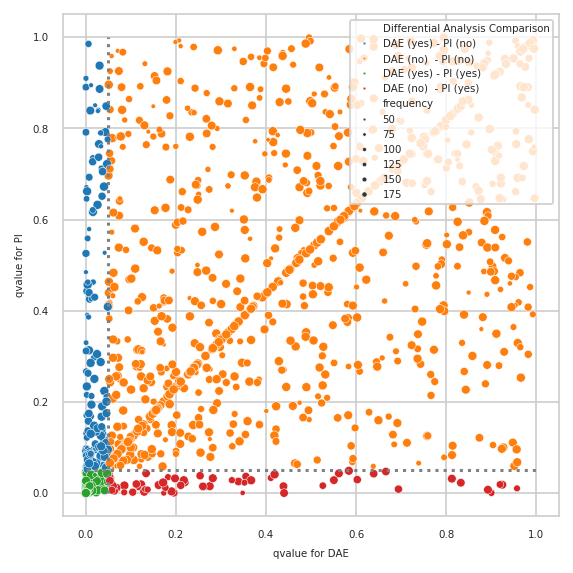 Differential Analysis Comparison
DAE (yes) - PI (no)
DAE (no) - PI (no)
DAE (yes) - PI (yes)
DAE (no) - PI (yes)
frequency
50
75
100
125
150
175
1.0
0.8
0.6
0.4
0.2
0.0
qvalue for PI
0.0 0.2 0.4 0.6 0.8 1.0
qvalue for DAE